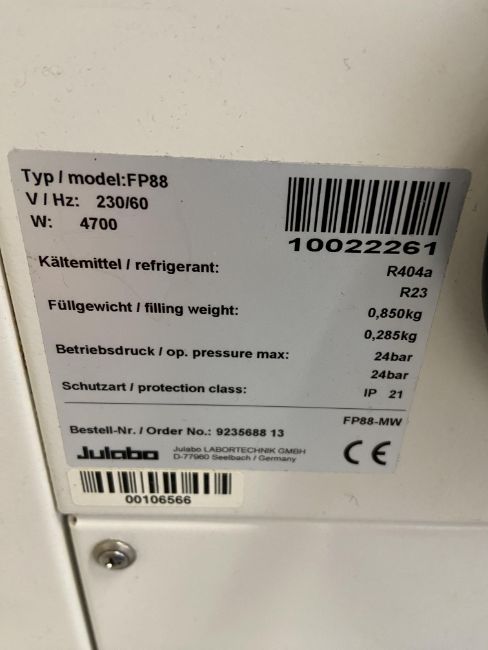 Typ / model:FP88
V / Hz: 230/60
W: 4700
10022261
Kältemittel / refrigerant: R404a
R23
Füllgewicht / filling weight: 0,850kg
0,285kg
Betriebsdruck / op. pressure max: 24bar
24bar
Schutzart / protection class: IP 21
FP88-MW
Bestell-Nr. / Order No.: 9235688 13
Julabo
Julabo LABORTECHNIK GMBH
D-77960 Seelbach / Germany
CE
00106566